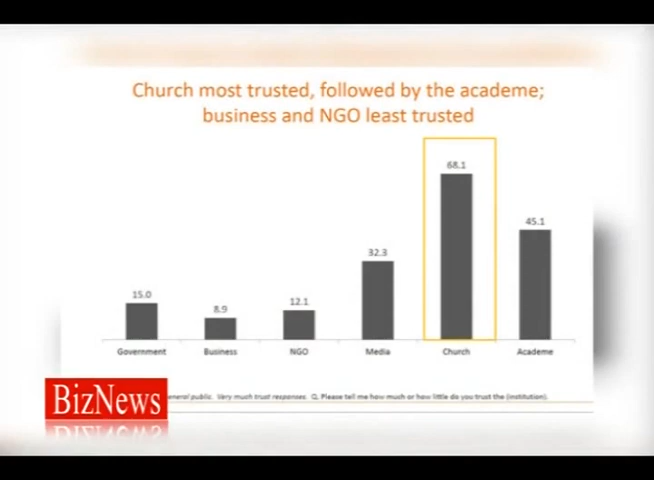 Church most trusted, followed by the academe;
business and NGO least trusted
68.1
45.1
32.3
15.0
12.1
8.9
Government Business NGO Media Church Academe
BizNews
general public. Very much trust responses. Q. Please tell me how much or how little do you trust the (institution).